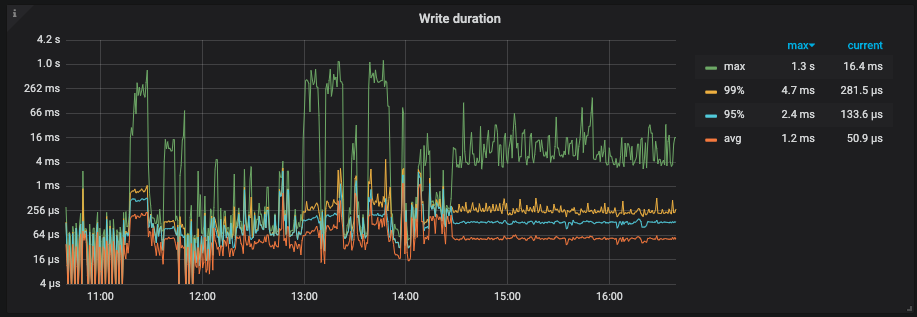 i
Write duration
4.2 s
1.0 s
262 ms
66 ms
16 ms
4 ms
1 ms
256 µs
64 µs
16 µs
4 µs
11:00 12:00 13:00 14:00 15:00 16:00
max current
max 1.3 s 16.4 ms
99% 4.7 ms 281.5 µs
95% 2.4 ms 133.6 µs
avg 1.2 ms 50.9 µs